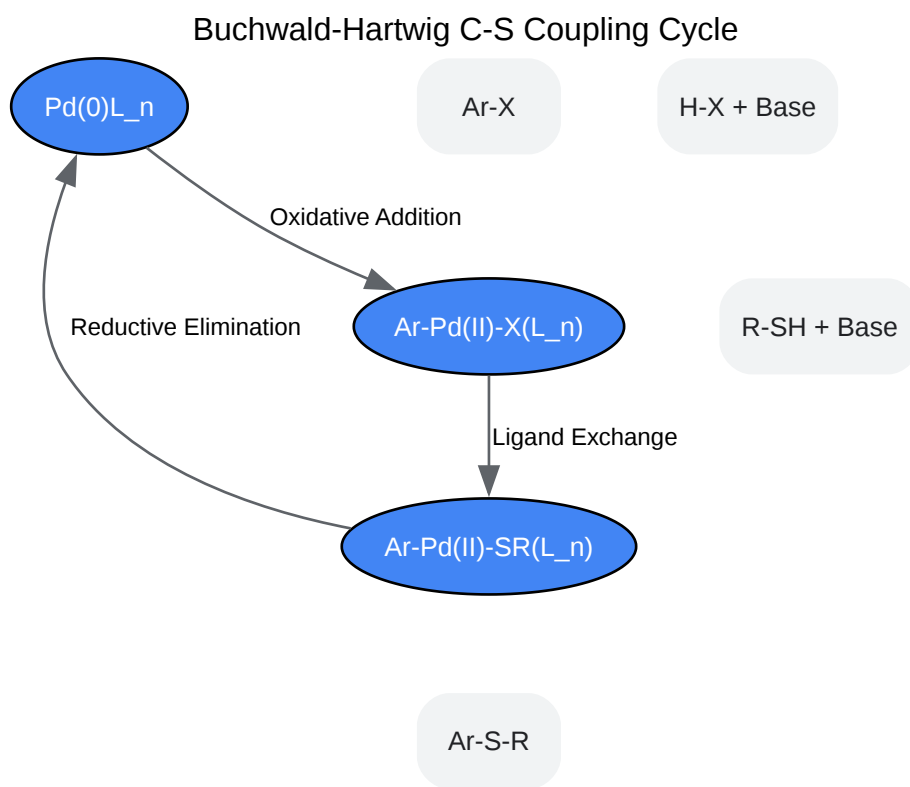 Buchwald-Hartwig C-S Coupling Cycle
Pd(0)L_n
Ar-X
H-X + Base
Oxidative Addition
Reductive Elimination
Ar-Pd(II)-X(L_n)
R-SH + Base
Ligand Exchange
Ar-Pd(II)-SR(L_n)
Ar-S-R